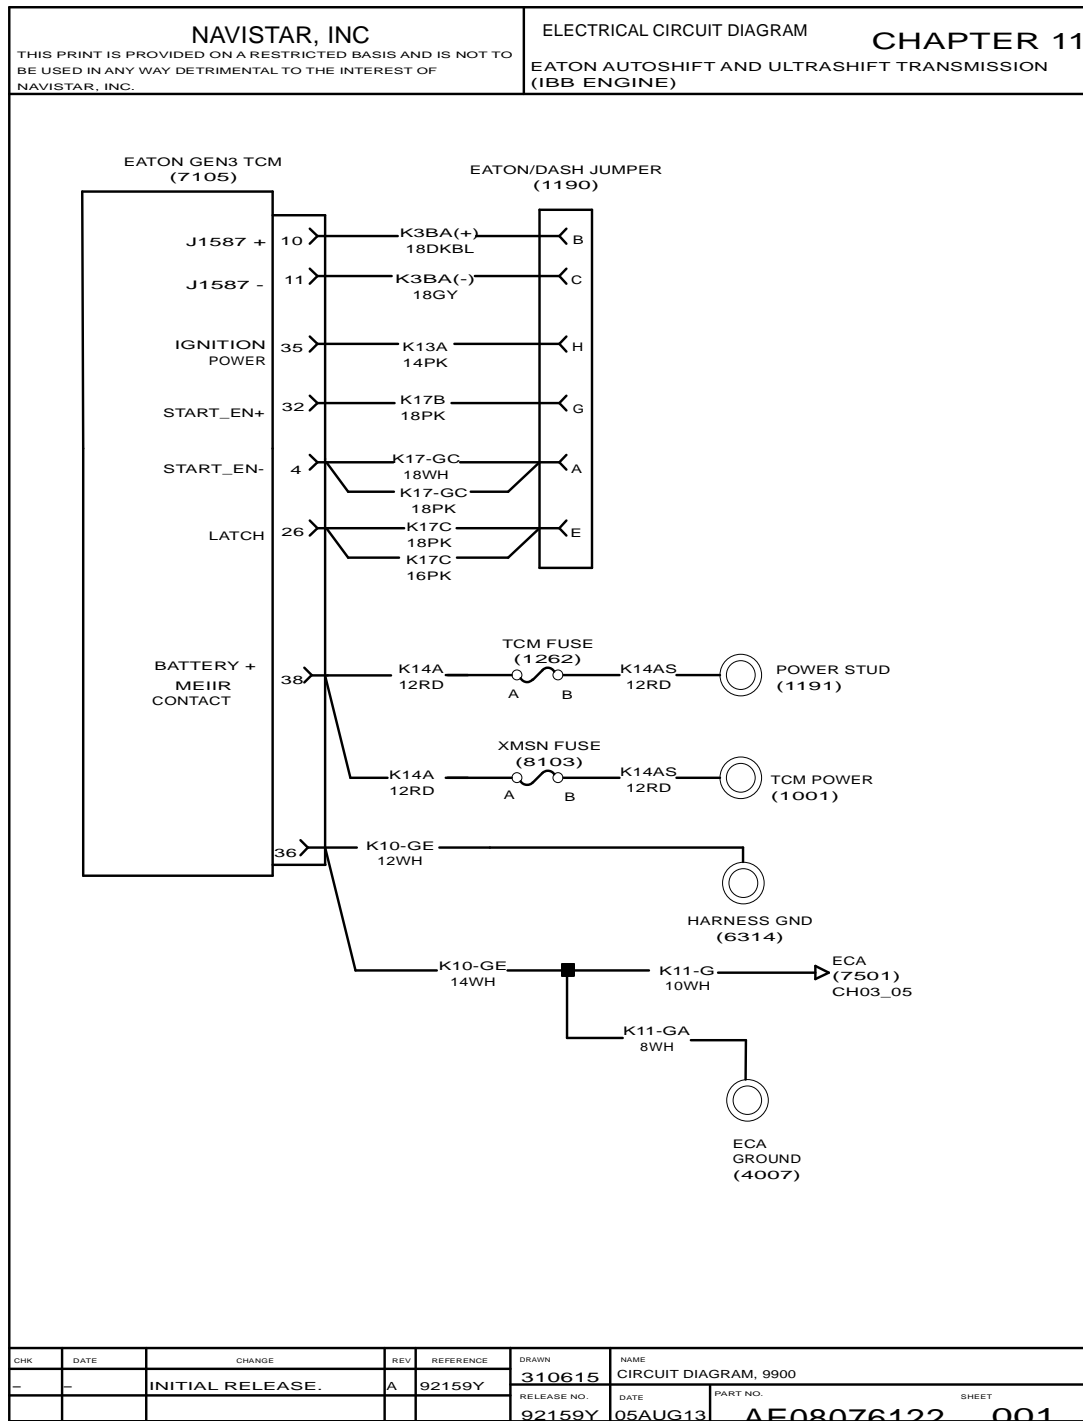 NAVISTAR, INC
THIS PRINT IS PROVIDED ON A RESTRICTED BASIS AND IS NOT TO
BE USED IN ANY WAY DETRIMENTAL TO THE INTEREST OF
NAVISTAR, INC.
ELECTRICAL CIRCUIT DIAGRAM
CHAPTER 11
EATON AUTOSHIFT AND ULTRASHIFT TRANSMISSION
(IBB ENGINE)
EATON GEN3 TCM
(7105)
EATON/DASH JUMPER
(1190)
J1587 + 10 K3BA(+) B
18DKBL
J1587 - 11 K3BA(-) C
18GY
IGNITION 35 K13A H
POWER 14PK
START_EN+ 32 K17B G
18PK
START_EN- 4 K17-GC A
18WH
K17-GC
18PK
LATCH 26 K17C E
18PK
K17C
16PK
TCM FUSE
(1262)
BATTERY + 38 K14A K14AS POWER STUD
MEIIR 12RD A B 12RD (1191)
CONTACT
XMSN FUSE
(8103)
K14A K14AS TCM POWER
12RD A B 12RD (1001)
36 K10-GE
12WH
HARNESS GND
(6314)
K10-GE K11-G ECA
14WH 10WH (7501)
CH03_05
K11-GA
8WH
ECA
GROUND
(4007)
CHK DATE CHANGE REV REFERENCE DRAWN NAME
– – INITIAL RELEASE. A 92159Y 310615 CIRCUIT DIAGRAM, 9900
RELEASE NO. DATE PART NO. SHEET
92159Y 05AUG13 AE08076122 001